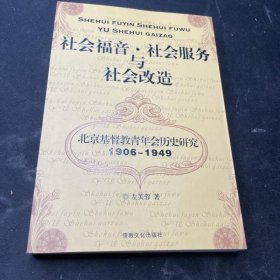 SHEHUI FUYIN SHEHUI FUWU
YU SHEHUI GAIZAO
社会福音·社会服务
与
社会改造
北京基督教青年会历史研究
1906-1949
◎左芙蓉 著
宗教文化出版社